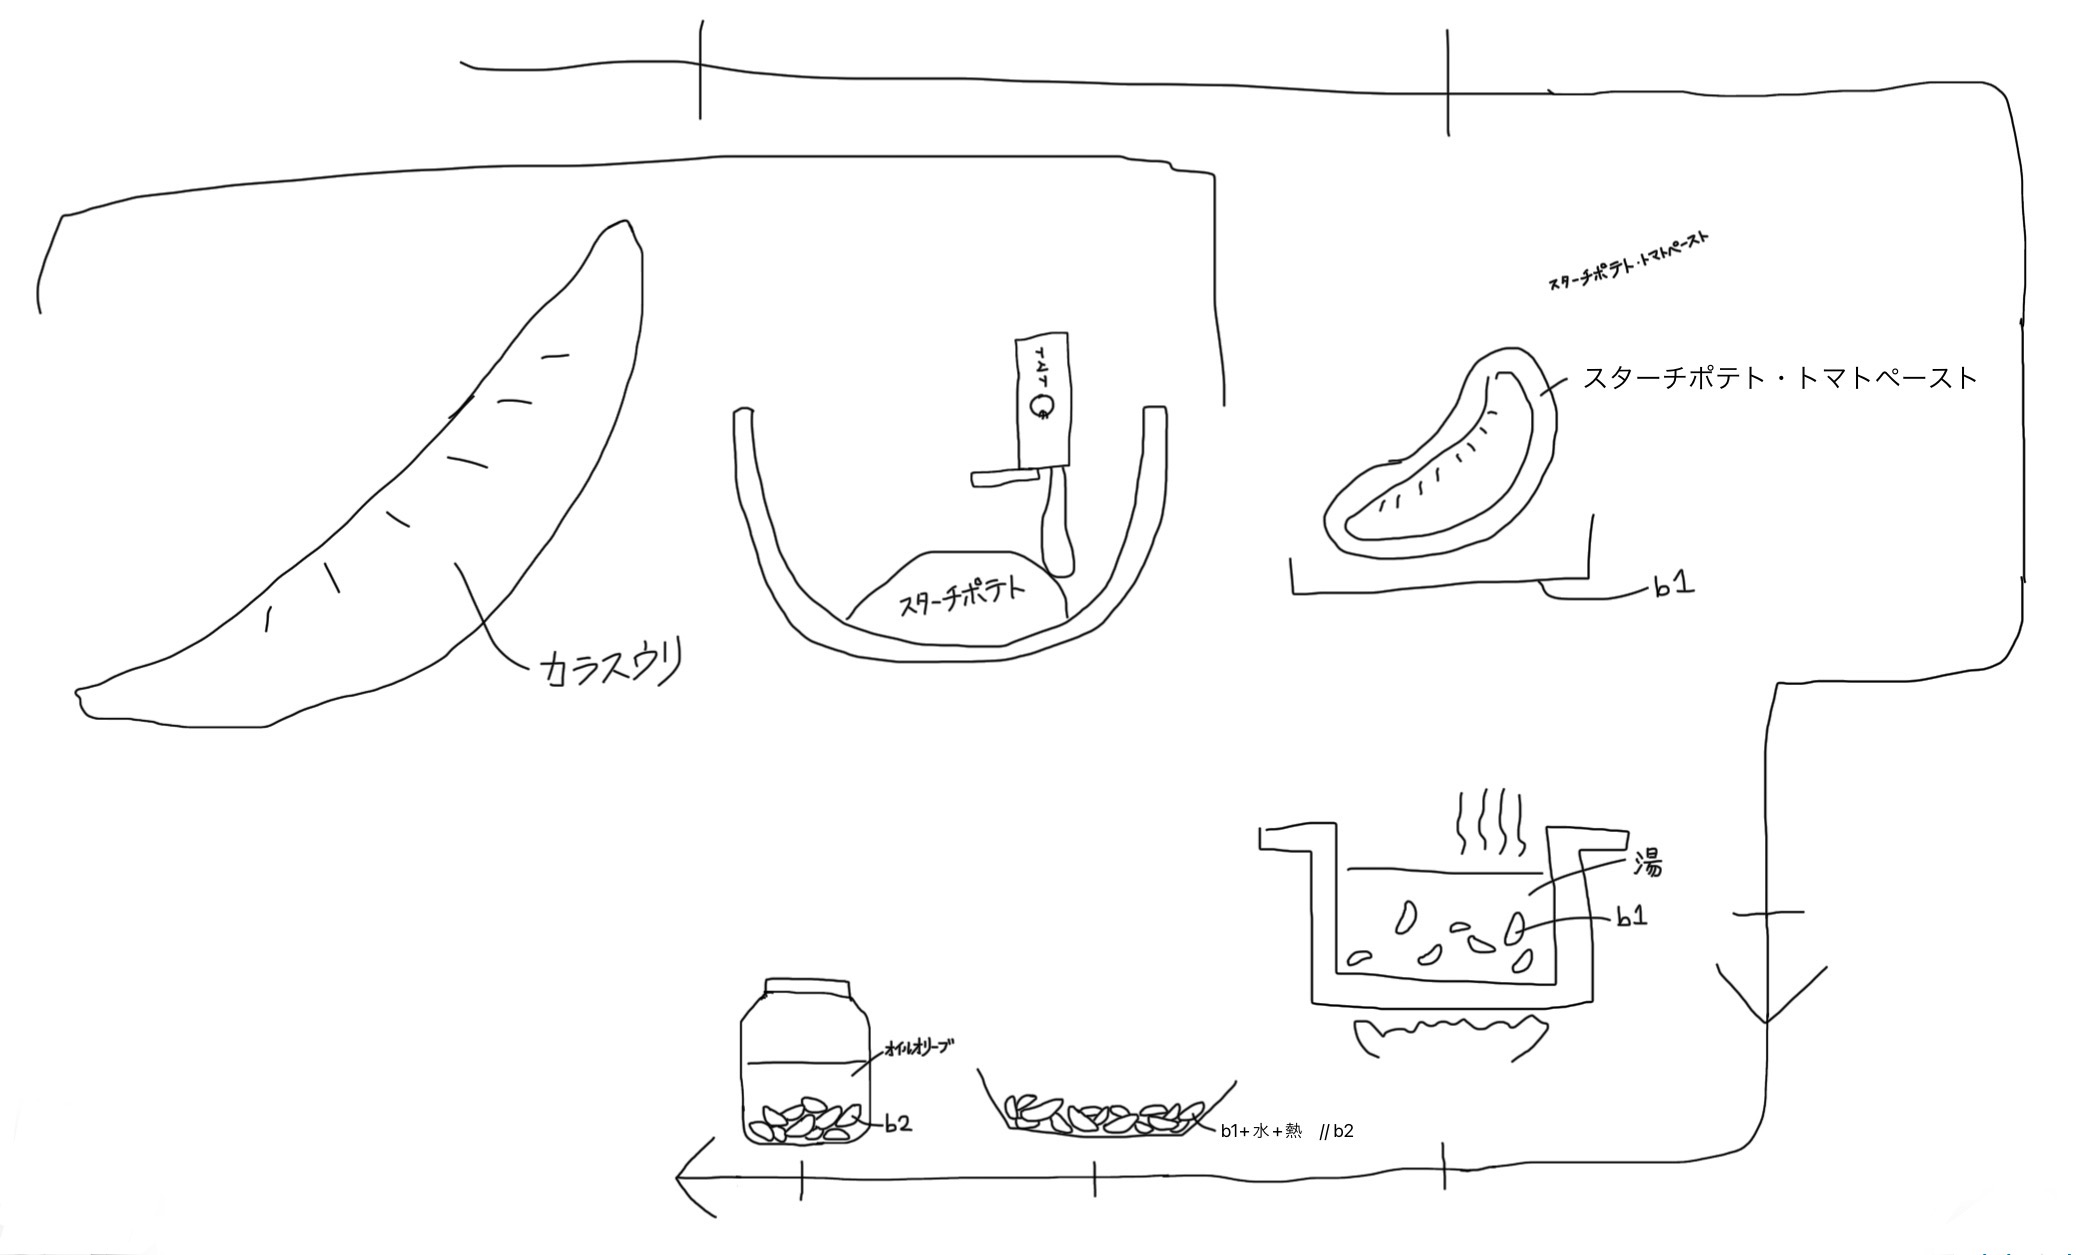 スターチポテト・トマトペースト
スターチポテト・トマトペースト
トマト
スターチポテト
カラスウリ
b1
湯
b1
オイルオリーブ
b2
b1+水+熱 //b2